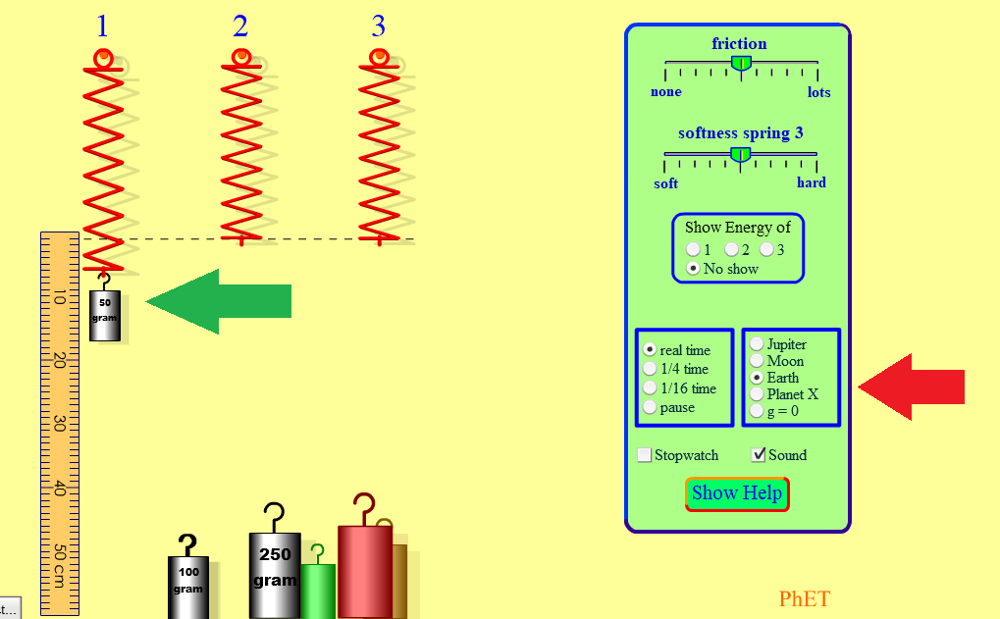 1 2 3
friction
none lots
softness spring 3
soft hard
Show Energy of
1 2 3
No show
10
20
30
40
50 cm
50
gram
real time
1/4 time
1/16 time
pause
Jupiter
Moon
Earth
Planet X
g = 0
Stopwatch Sound
Show Help
100
gram
250
gram
PhET
t...